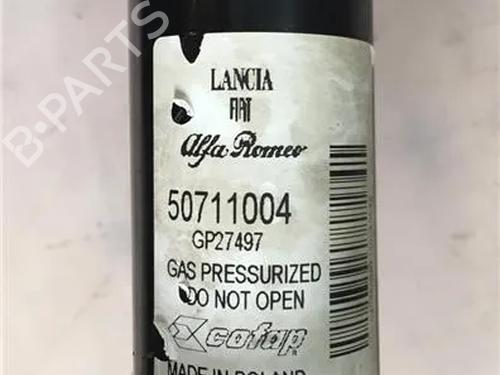 B-PARTS
LANCIA
FIAT
Alfa Romeo
50711004
GP27497
GAS PRESSURIZED
DO NOT OPEN
cofap
MADE IN POLAND